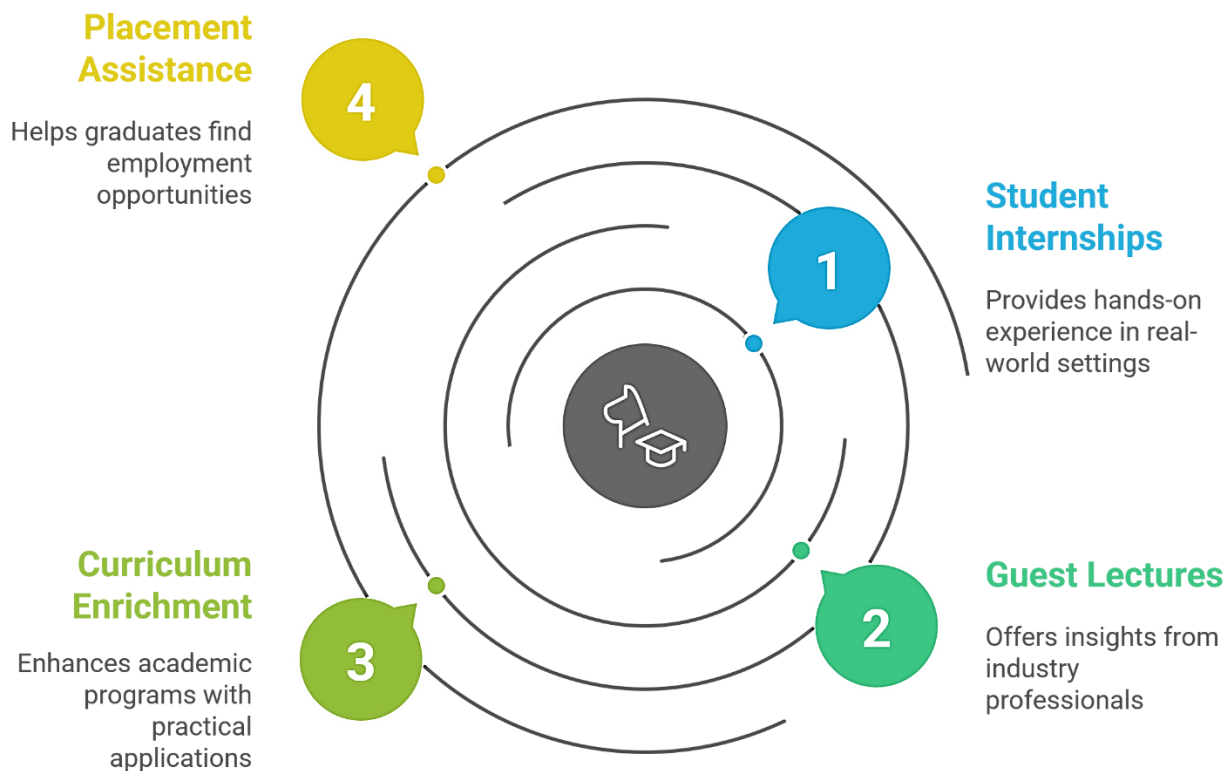 Placement
Assistance
4
Helps graduates find
employment
opportunities
Student
Internships
1
Provides hands-on
experience in real-
world settings
Curriculum
Enrichment
3
Enhances academic
programs with
practical
applications
Guest Lectures
2
Offers insights from
industry
professionals